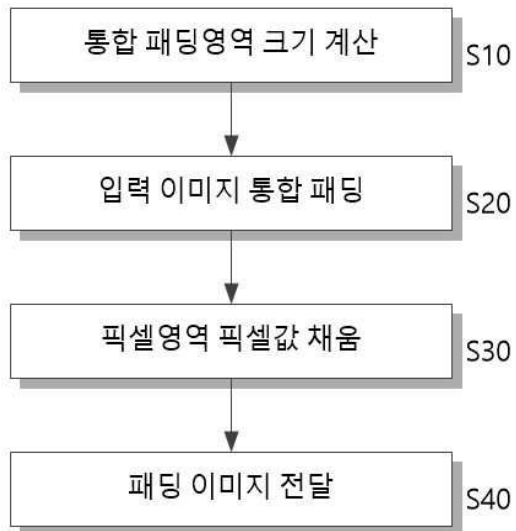 통합 패딩영역 크기 계산
S10
입력 이미지 통합 패딩
S20
픽셀영역 픽셀값 채움
S30
패딩 이미지 전달
S40